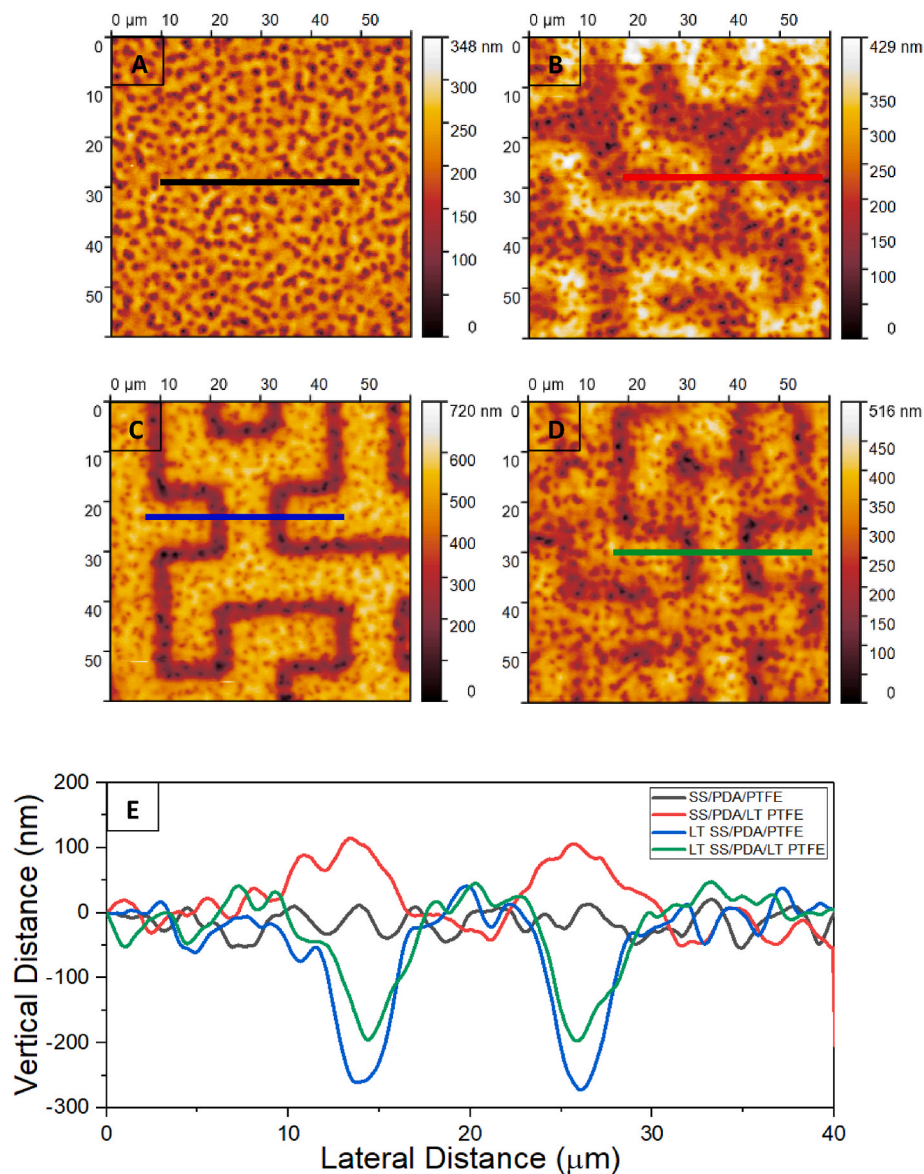 0 µm 10 20 30 40 50
0 µm 10 20 30 40 50
A
348 nm
300
250
200
150
100
50
0
0
10
20
30
40
50
B
429 nm
350
300
250
200
150
100
0
0
10
20
30
40
50
0 µm 10 20 30 40 50
0 µm 10 20 30 40 50
C
720 nm
600
500
400
300
200
0
0
10
20
30
40
50
D
516 nm
450
400
350
300
250
200
150
100
0
0
10
20
30
40
50
E
SS/PDA/PTFE
SS/PDA/LT PTFE
LT SS/PDA/PTFE
LT SS/PDA/LT PTFE
Vertical Distance (nm)
200
100
0
-100
-200
-300
0 10 20 30 40
Lateral Distance (µm)